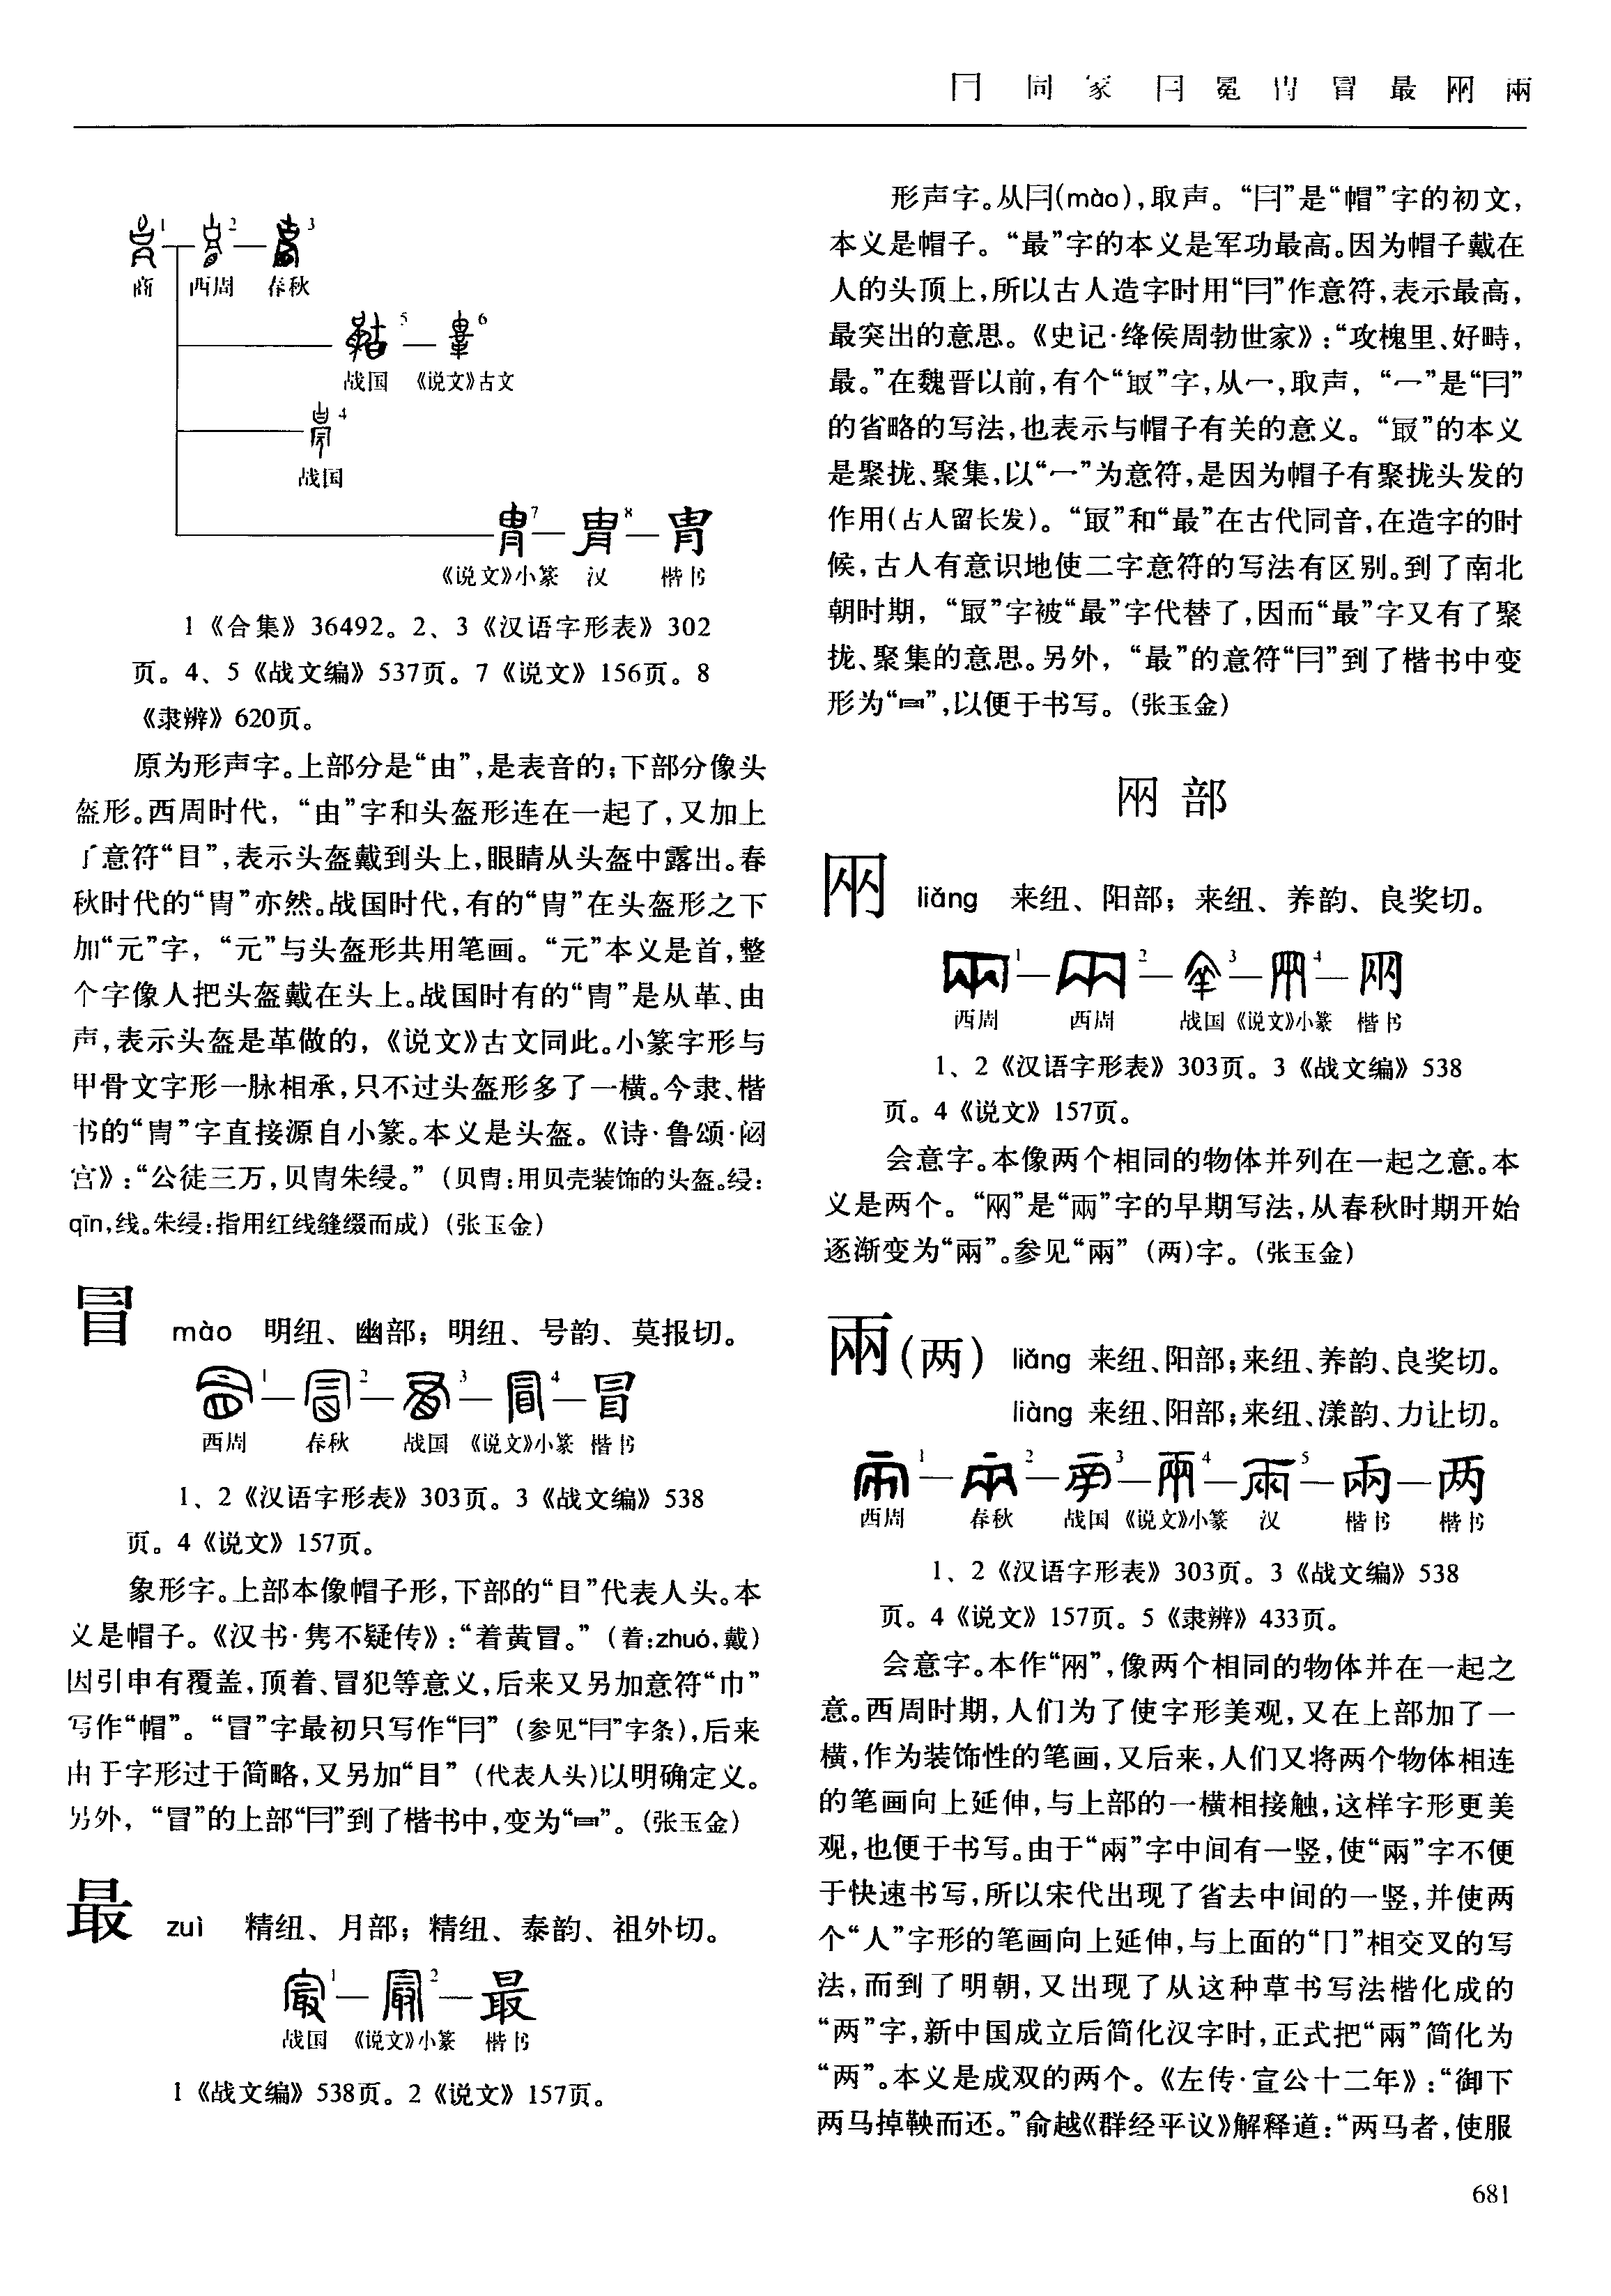 冃 同 冡 冃 冕 胄 冒 最 㒳 兩
1 2 3
商 西周 春秋
5 6
战国 《说文》古文
4
战国
7 8 胄
《说文》小篆 汉 楷书
1《合集》36492。2、3《汉语字形表》302
页。4、5《战文编》537页。7《说文》156页。8
《隶辨》620页。
原为形声字。上部分是“由”,是表音的;下部分像头
盔形。西周时代,“由”字和头盔形连在一起了,又加上
了意符“目”,表示头盔戴到头上,眼睛从头盔中露出。春
秋时代的“胄”亦然。战国时代,有的“胄”在头盔形之下
加“元”字,“元”与头盔形共用笔画。“元”本义是首,整
个字像人把头盔戴在头上。战国时有的“胄”是从革、由
声,表示头盔是革做的,《说文》古文同此。小篆字形与
甲骨文字形一脉相承,只不过头盔形多了一横。今隶、楷
书的“胄”字直接源自小篆。本义是头盔。《诗·鲁颂·闷
宫》:“公徒三万,贝胄朱绶。”(贝胄:用贝壳装饰的头盔。绶:
qīn,线。朱绶:指用红线缝缀而成)(张玉金)
冒 mào 明纽、幽部;明纽、号韵、莫报切。
1 2 3 4 冒
西周 春秋 战国 《说文》小篆 楷书
1、2《汉语字形表》303页。3《战文编》538
页。4《说文》157页。
象形字。上部本像帽子形,下部的“目”代表人头。本
义是帽子。《汉书·隽不疑传》:“着黄冒。”(着:zhuó,戴)
因引申有覆盖,顶着、冒犯等意义,后来又另加意符“巾”
写作“帽”。“冒”字最初只写作“冃”(参见“冃”字条),后来
由于字形过于简略,又另加“目”(代表人头)以明确定义。
另外,“冒”的上部“冃”到了楷书中,变为“⺜”。(张玉金)
最 zuì 精纽、月部;精纽、泰韵、祖外切。
1 2 最
战国 《说文》小篆 楷书
1《战文编》538页。2《说文》157页。
形声字。从冃(mào),取声。“冃”是“帽”字的初文,
本义是帽子。“最”字的本义是军功最高。因为帽子戴在
人的头顶上,所以古人造字时用“冃”作意符,表示最高,
最突出的意思。《史记·绛侯周勃世家》:“攻槐里、好畤,
最。”在魏晋以前,有个“冣”字,从冖,取声,“冖”是“冃”
的省略的写法,也表示与帽子有关的意义。“冣”的本义
是聚拢、聚集,以“冖”为意符,是因为帽子有聚拢头发的
作用(古人留长发)。“冣”和“最”在古代同音,在造字的时
候,古人有意识地使二字意符的写法有区别。到了南北
朝时期,“冣”字被“最”字代替了,因而“最”字又有了聚
拢、聚集的意思。另外,“最”的意符“冃”到了楷书中变
形为“⺜”,以便于书写。(张玉金)
㒳部
㒳 liǎng 来纽、阳部;来纽、养韵、良奖切。
1 2 3 4 㒳
西周 西周 战国 《说文》小篆 楷书
1、2《汉语字形表》303页。3《战文编》538
页。4《说文》157页。
会意字。本像两个相同的物体并列在一起之意。本
义是两个。“㒳”是“兩”字的早期写法,从春秋时期开始
逐渐变为“兩”。参见“兩”(两)字。(张玉金)
兩(两) liǎng 来纽、阳部;来纽、养韵、良奖切。
liàng 来纽、阳部;来纽、漾韵、力让切。
1 2 3 4 5 兩 两
西周 春秋 战国 《说文》小篆 汉 楷书 楷书
1、2《汉语字形表》303页。3《战文编》538
页。4《说文》157页。5《隶辨》433页。
会意字。本作“㒳”,像两个相同的物体并在一起之
意。西周时期,人们为了使字形美观,又在上部加了一
横,作为装饰性的笔画,又后来,人们又将两个物体相连
的笔画向上延伸,与上部的一横相接触,这样字形更美
观,也便于书写。由于“兩”字中间有一竖,使“兩”字不便
于快速书写,所以宋代出现了省去中间的一竖,并使两
个“人”字形的笔画向上延伸,与上面的“冂”相交叉的写
法,而到了明朝,又出现了从这种草书写法楷化成的
“两”字,新中国成立后简化汉字时,正式把“兩”简化为
“两”。本义是成双的两个。《左传·宣公十二年》:“御下
两马掉鞅而还。”俞越《群经平议》解释道:“两马者,使服
681